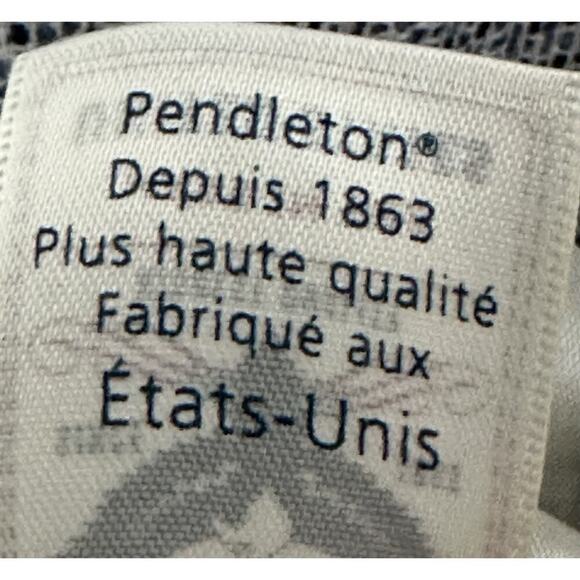 Pendleton®
Depuis 1863
Plus haute qualité
Fabriqué aux
États-Unis